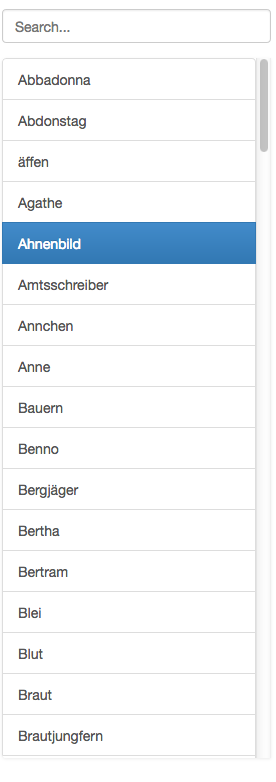 Search...
Abbadonna
Abdonstag
äffen
Agathe
Ahnenbild
Amtsschreiber
Annchen
Anne
Bauern
Benno
Bergjäger
Bertha
Bertram
Blei
Blut
Braut
Brautjungfern